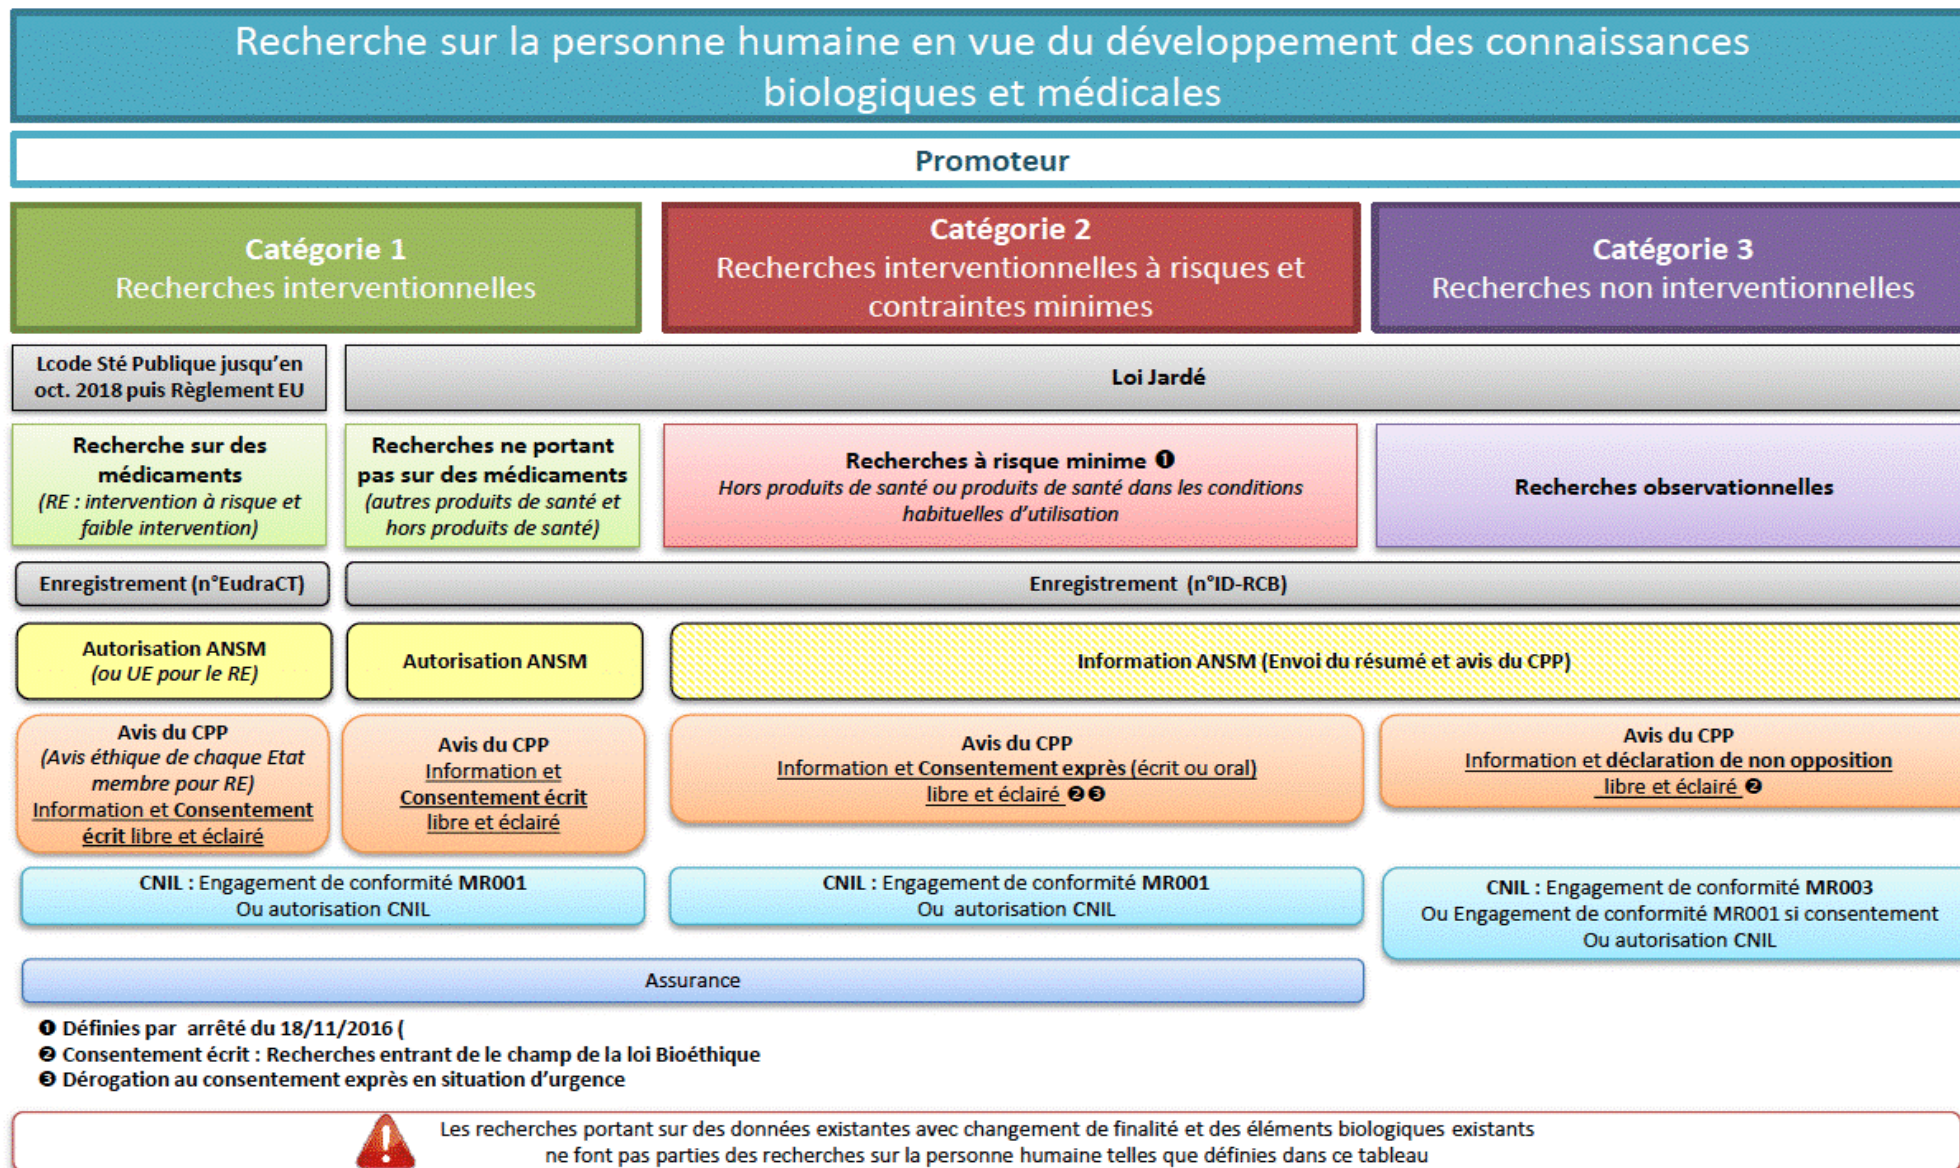 Recherche sur la personne humaine en vue du développement des connaissances
biologiques et médicales
Promoteur
Catégorie 1
Recherches interventionnelles
Catégorie 2
Recherches interventionnelles à risques et
contraintes minimes
Catégorie 3
Recherches non interventionnelles
Lcode Sté Publique jusqu'en
oct. 2018 puis Règlement EU
Loi Jardé
Recherche sur des
médicaments
(RE : intervention à risque et
faible intervention)
Recherches ne portant
pas sur des médicaments
(autres produits de santé et
hors produits de santé)
Recherches à risque minime ❶
Hors produits de santé ou produits de santé dans les conditions
habituelles d'utilisation
Recherches observationnelles
Enregistrement (n°EudraCT)
Enregistrement (n°ID-RCB)
Autorisation ANSM
(ou UE pour le RE)
Autorisation ANSM
Information ANSM (Envoi du résumé et avis du CPP)
Avis du CPP
(Avis éthique de chaque Etat
membre pour RE)
Information et Consentement
écrit libre et éclairé
Avis du CPP
Information et
Consentement écrit
libre et éclairé
Avis du CPP
Information et Consentement exprès (écrit ou oral)
libre et éclairé ❷❸
Avis du CPP
Information et déclaration de non opposition
libre et éclairé ❷
CNIL : Engagement de conformité MR001
Ou autorisation CNIL
CNIL : Engagement de conformité MR001
Ou autorisation CNIL
CNIL : Engagement de conformité MR003
Ou Engagement de conformité MR001 si consentement
Ou autorisation CNIL
Assurance
❶ Définies par arrêté du 18/11/2016 (
❷ Consentement écrit : Recherches entrant de le champ de la loi Bioéthique
❸ Dérogation au consentement exprès en situation d'urgence
Les recherches portant sur des données existantes avec changement de finalité et des éléments biologiques existants
ne font pas parties des recherches sur la personne humaine telles que définies dans ce tableau